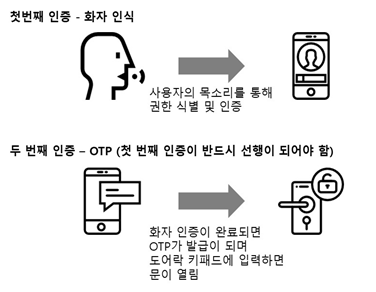 첫번째 인증 - 화자 인식
사용자의 목소리를 통해
권한 식별 및 인증
두 번째 인증 – OTP (첫 번째 인증이 반드시 선행이 되어야 함)
화자 인증이 완료되면
OTP가 발급이 되며
도어락 키패드에 입력하면
문이 열림